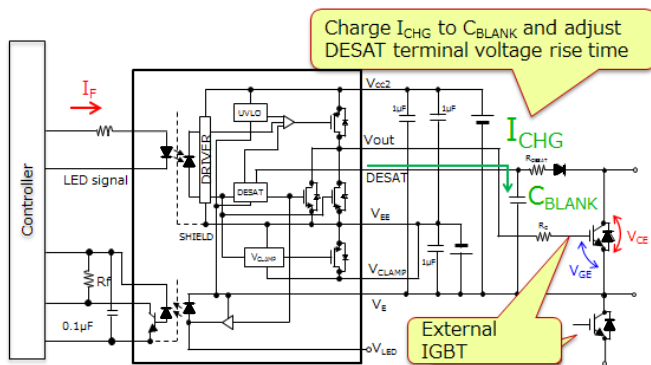 Charge ICHG to CBLANK and adjust
DESAT terminal voltage rise time
Controller
IF
LED signal
Rf
0.1μF
SHIELD
DRIVER
UVLO
DESAT
VCLAMP
VCC2
1μF
1μF
Vout
DESAT
VEE
1μF
VCLAMP
VE
VLED
ICHG
RDESAT
CBLANK
RG
VCE
VGE
External
IGBT